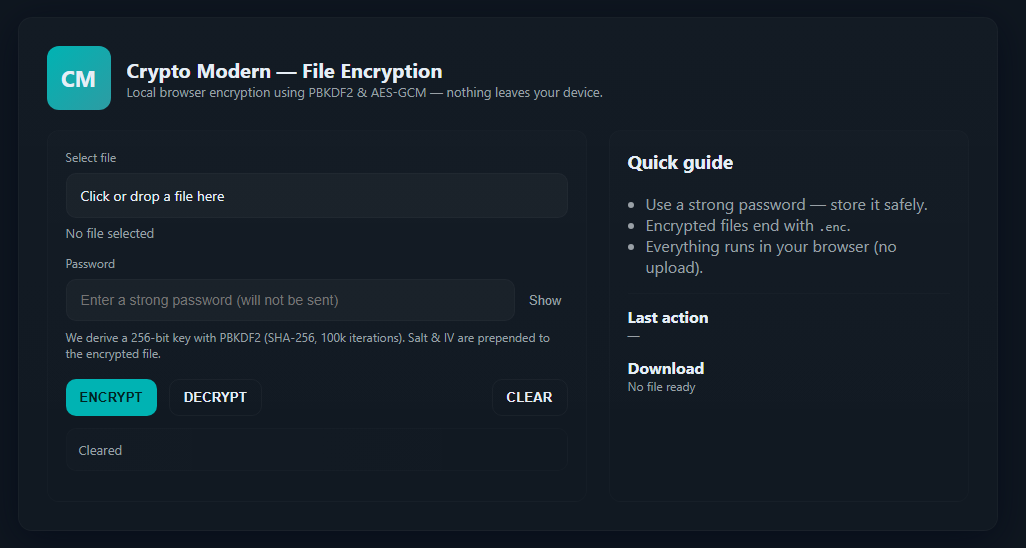 CM
Crypto Modern — File Encryption
Local browser encryption using PBKDF2 & AES-GCM — nothing leaves your device.
Select file
Click or drop a file here
No file selected
Password
Enter a strong password (will not be sent)
Show
We derive a 256-bit key with PBKDF2 (SHA-256, 100k iterations). Salt & IV are prepended to
the encrypted file.
ENCRYPT
DECRYPT
CLEAR
Cleared
Quick guide
Use a strong password — store it safely.
Encrypted files end with .enc.
Everything runs in your browser (no
upload).
Last action
—
Download
No file ready